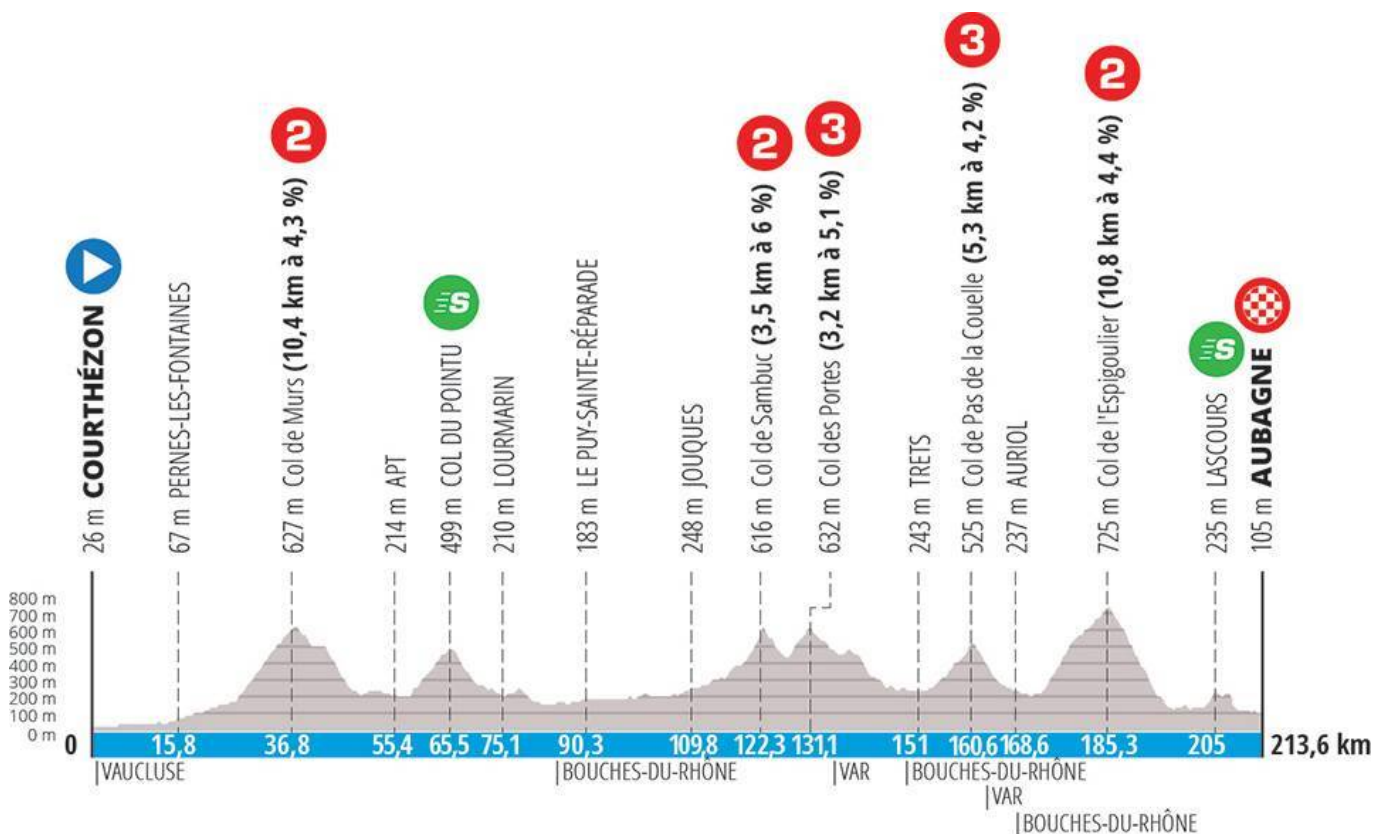 26 m COURTHÉZON
67 m PERNES-LES-FONTAINES
2
627 m Col de Murs (10,4 km à 4,3 %)
214 m APT
S
499 m COL DU POINTU
210 m LOURMARIN
183 m LE PUY-SAINTE-RÉPARADE
248 m JOUQUES
2
616 m Col de Sambuc (3,5 km à 6 %)
3
632 m Col des Portes (3,2 km à 5,1 %)
243 m TRETS
3
525 m Col de Pas de la Couelle (5,3 km à 4,2 %)
237 m AURIOL
2
725 m Col de l'Espigoulier (10,8 km à 4,4 %)
S
235 m LASCOURS
105 m AUBAGNE
800 m
700 m
600 m
500 m
400 m
300 m
200 m
100 m
0 m
0 15,8 36,8 55,4 65,5 75,1 90,3 109,8 122,3 131,1 151 160,6 168,6 185,3 205 213,6 km
|VAUCLUSE |BOUCHES-DU-RHÔNE |VAR |BOUCHES-DU-RHÔNE
|VAR
|BOUCHES-DU-RHÔNE